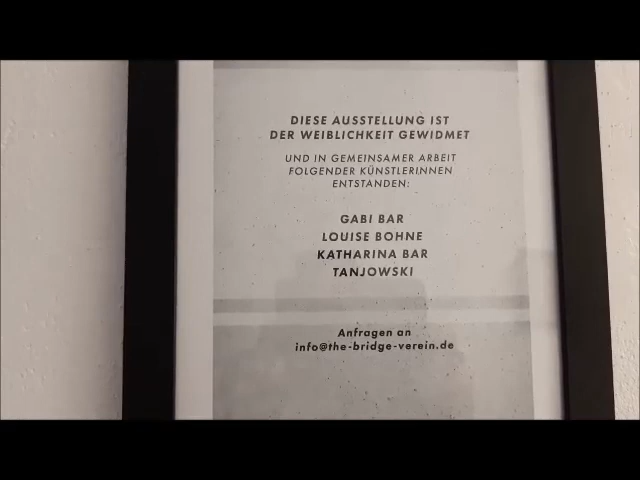 DIESE AUSSTELLUNG IST
DER WEIBLICHKEIT GEWIDMET
UND IN GEMEINSAMER ARBEIT
FOLGENDER KÜNSTLERINNEN
ENTSTANDEN:
GABI BAR
LOUISE BOHNE
KATHARINA BAR
TANJOWSKI
Anfragen an
info@the-bridge-verein.de